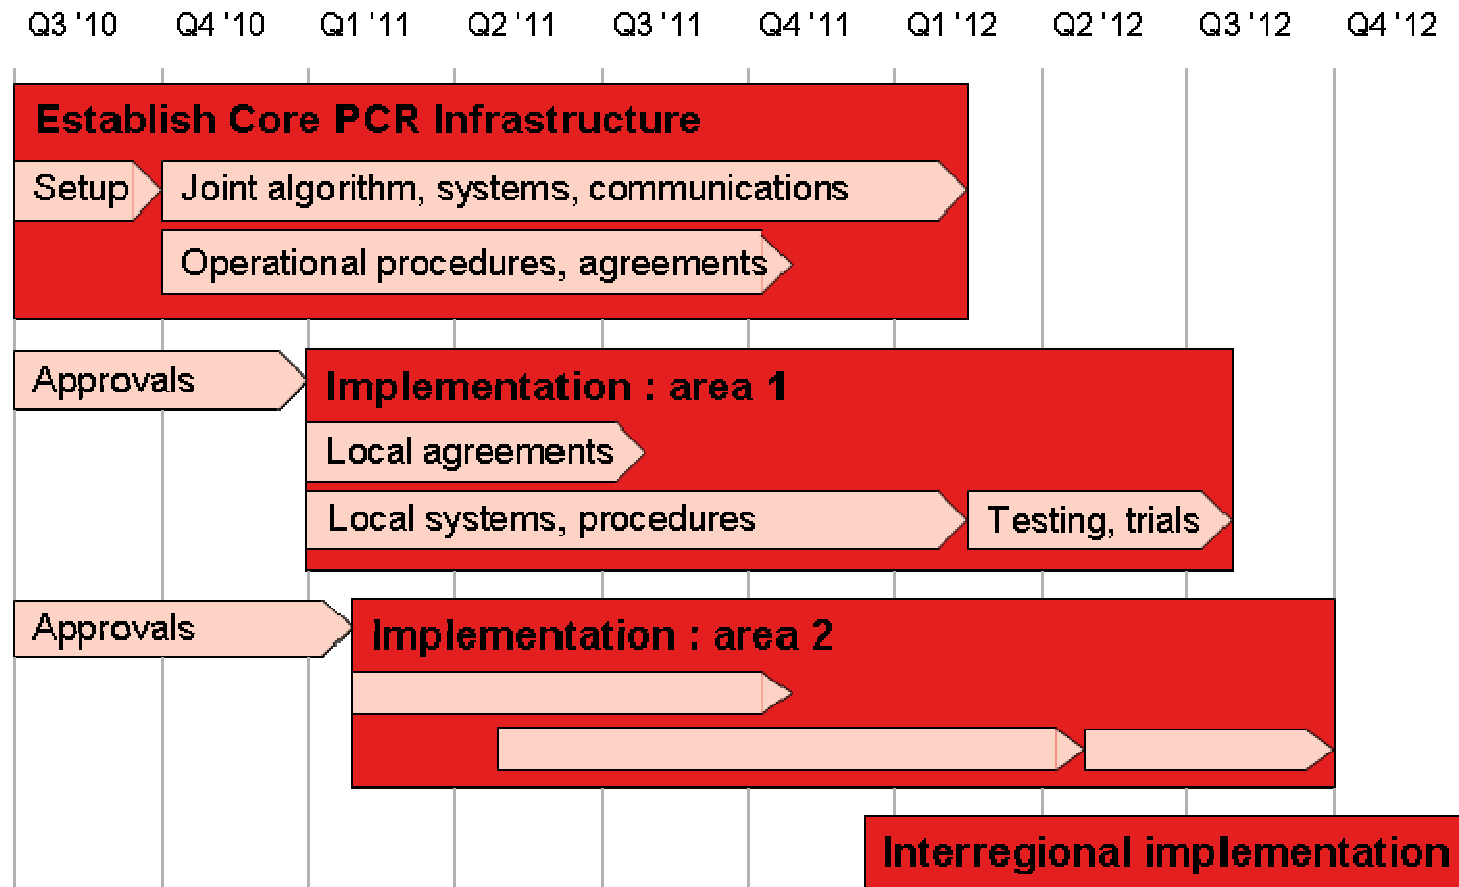 Q3 '10 Q4 '10 Q1 '11 Q2 '11 Q3 '11 Q4 '11 Q1 '12 Q2 '12 Q3 '12 Q4 '12
Establish Core PCR Infrastructure
Setup Joint algorithm, systems, communications
Operational procedures, agreements
Approvals
Implementation : area 1
Local agreements
Local systems, procedures Testing, trials
Approvals
Implementation : area 2
Interregional implementation